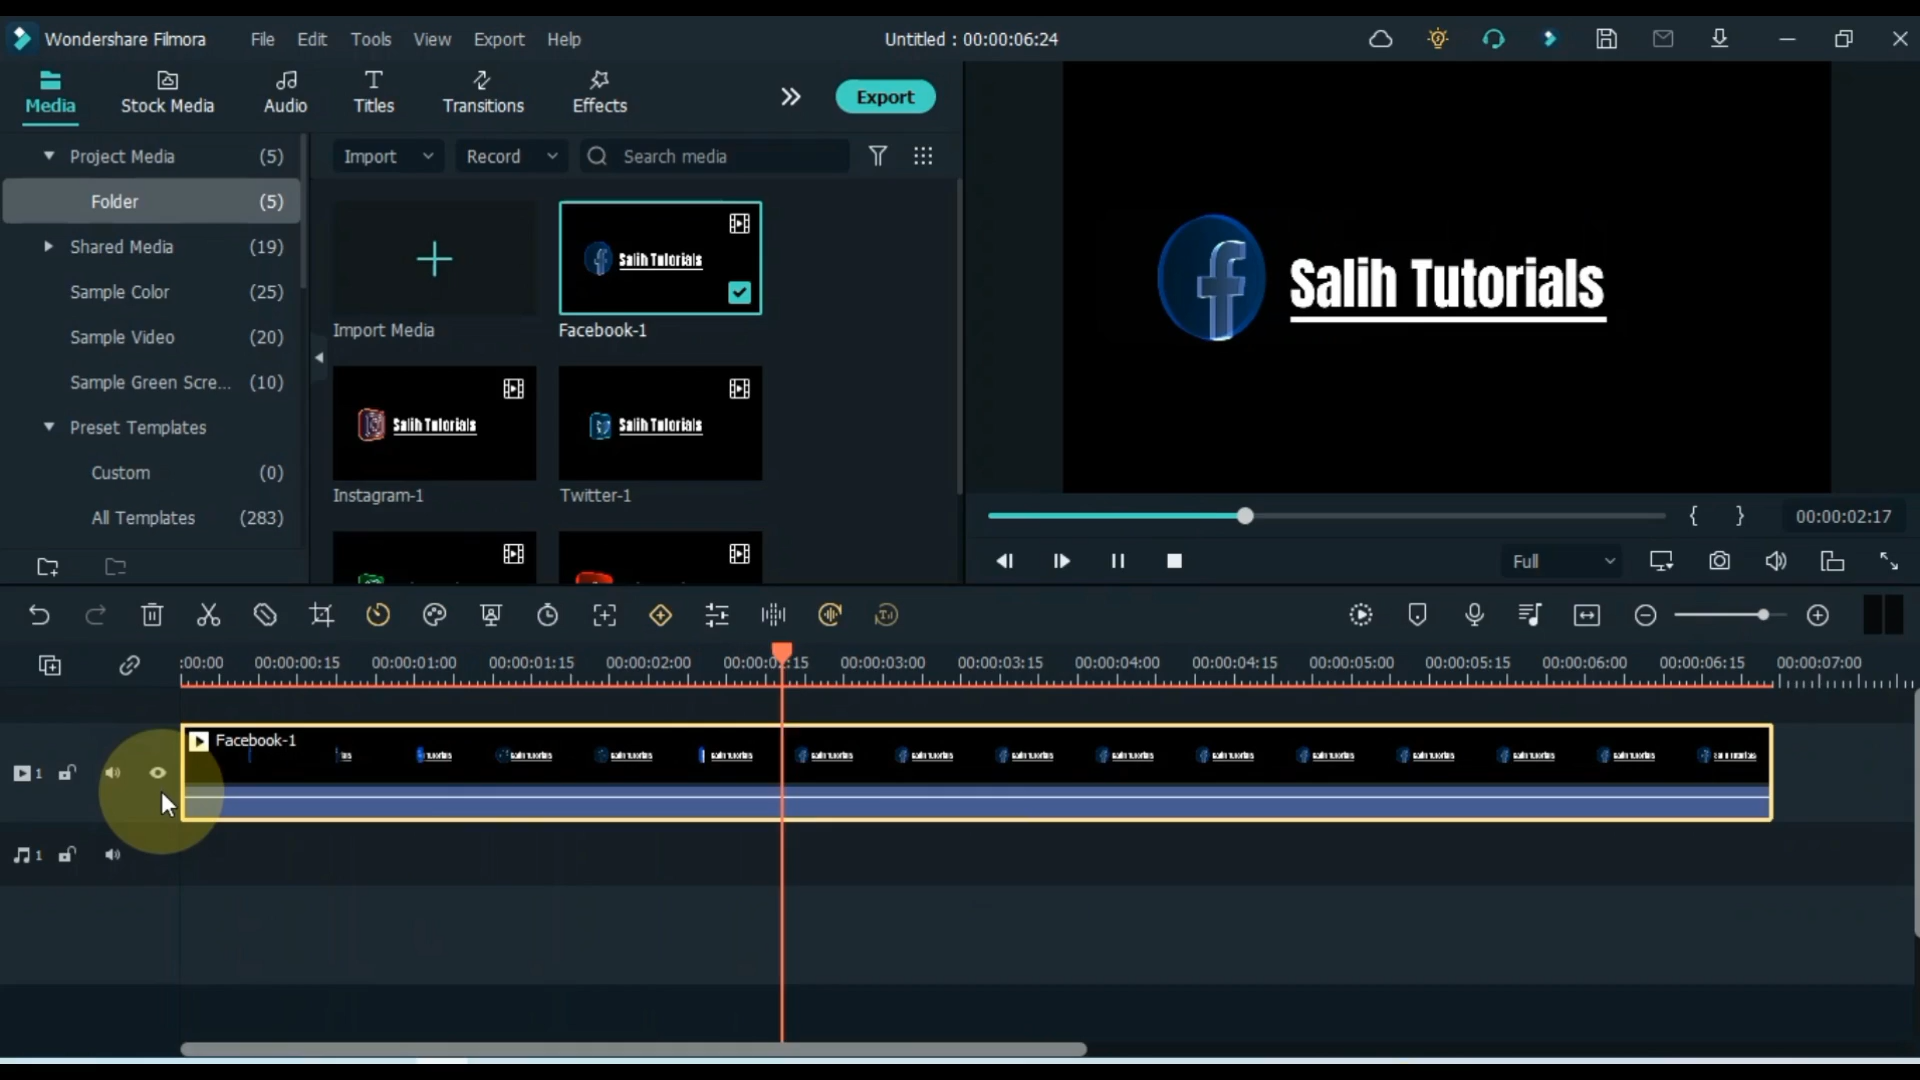 Wondershare Filmora File Edit Tools View Export Help Untitled : 00:00:06:24
Media Stock Media Audio Titles Transitions Effects Export
Project Media (5)
Folder (5)
Shared Media (19)
Sample Color (25)
Sample Video (20)
Sample Green Scre... (10)
Preset Templates
Custom (0)
All Templates (283)
Import Record Search media
Import Media
Salih Tutorials
Facebook-1
Salih Tutorials
Instagram-1
Salih Tutorials
Twitter-1
Salih Tutorials
{ } 00:00:02:17
Full
:00:00 00:00:00:15 00:00:01:00 00:00:01:15 00:00:02:00 00:00:03:00 00:00:03:15 00:00:04:00 00:00:04:15 00:00:05:00 00:00:05:15 00:00:06:00 00:00:06:15 00:00:07:00
Facebook-1
1
1